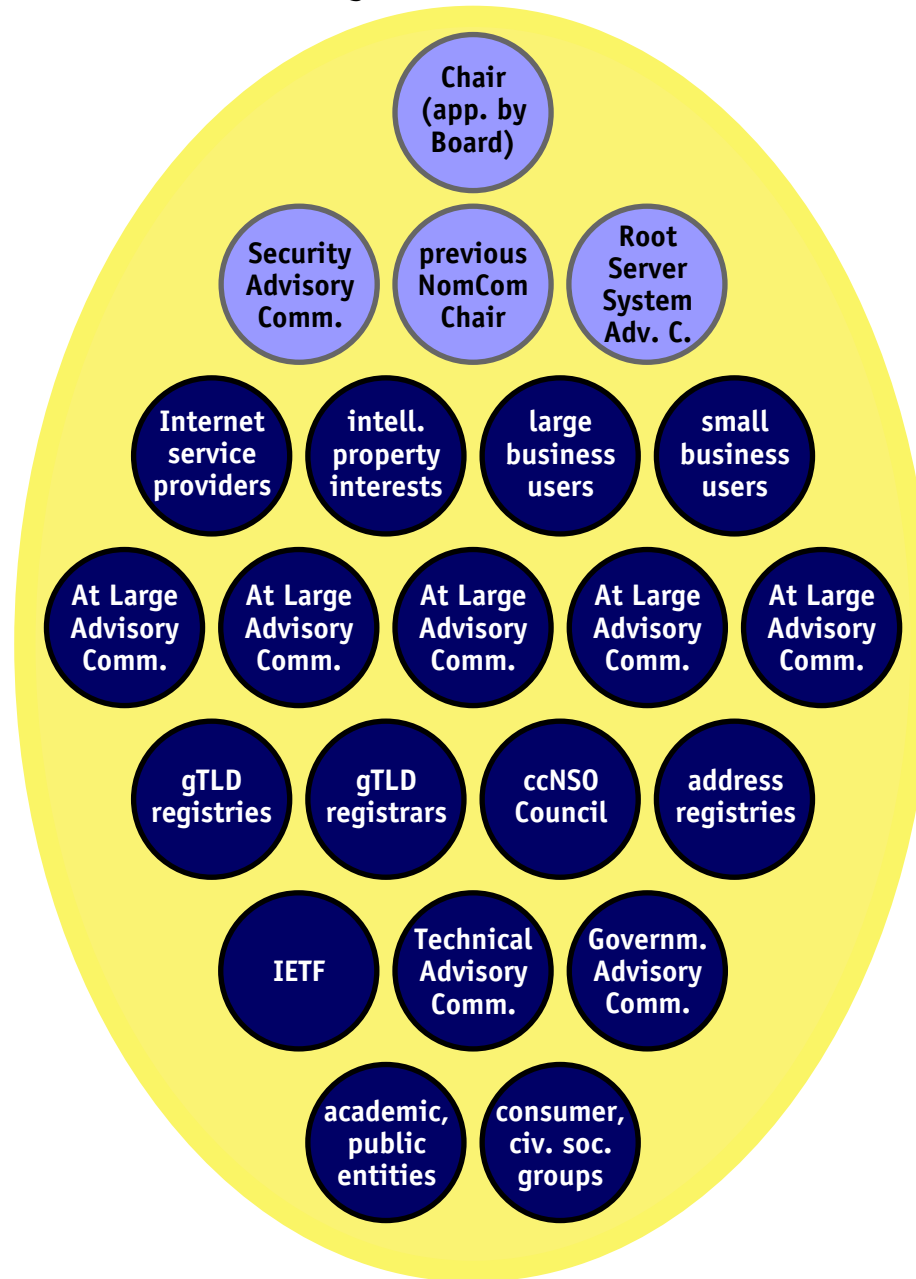 Chair
(app. by
Board)
Security
Advisory
Comm.
previous
NomCom
Chair
Root
Server
System
Adv. C.
Internet
service
providers
intell.
property
interests
large
business
users
small
business
users
At Large
Advisory
Comm.
At Large
Advisory
Comm.
At Large
Advisory
Comm.
At Large
Advisory
Comm.
At Large
Advisory
Comm.
gTLD
registries
gTLD
registrars
ccNSO
Council
address
registries
IETF
Technical
Advisory
Comm.
Governm.
Advisory
Comm.
academic,
public
entities
consumer,
civ. soc.
groups